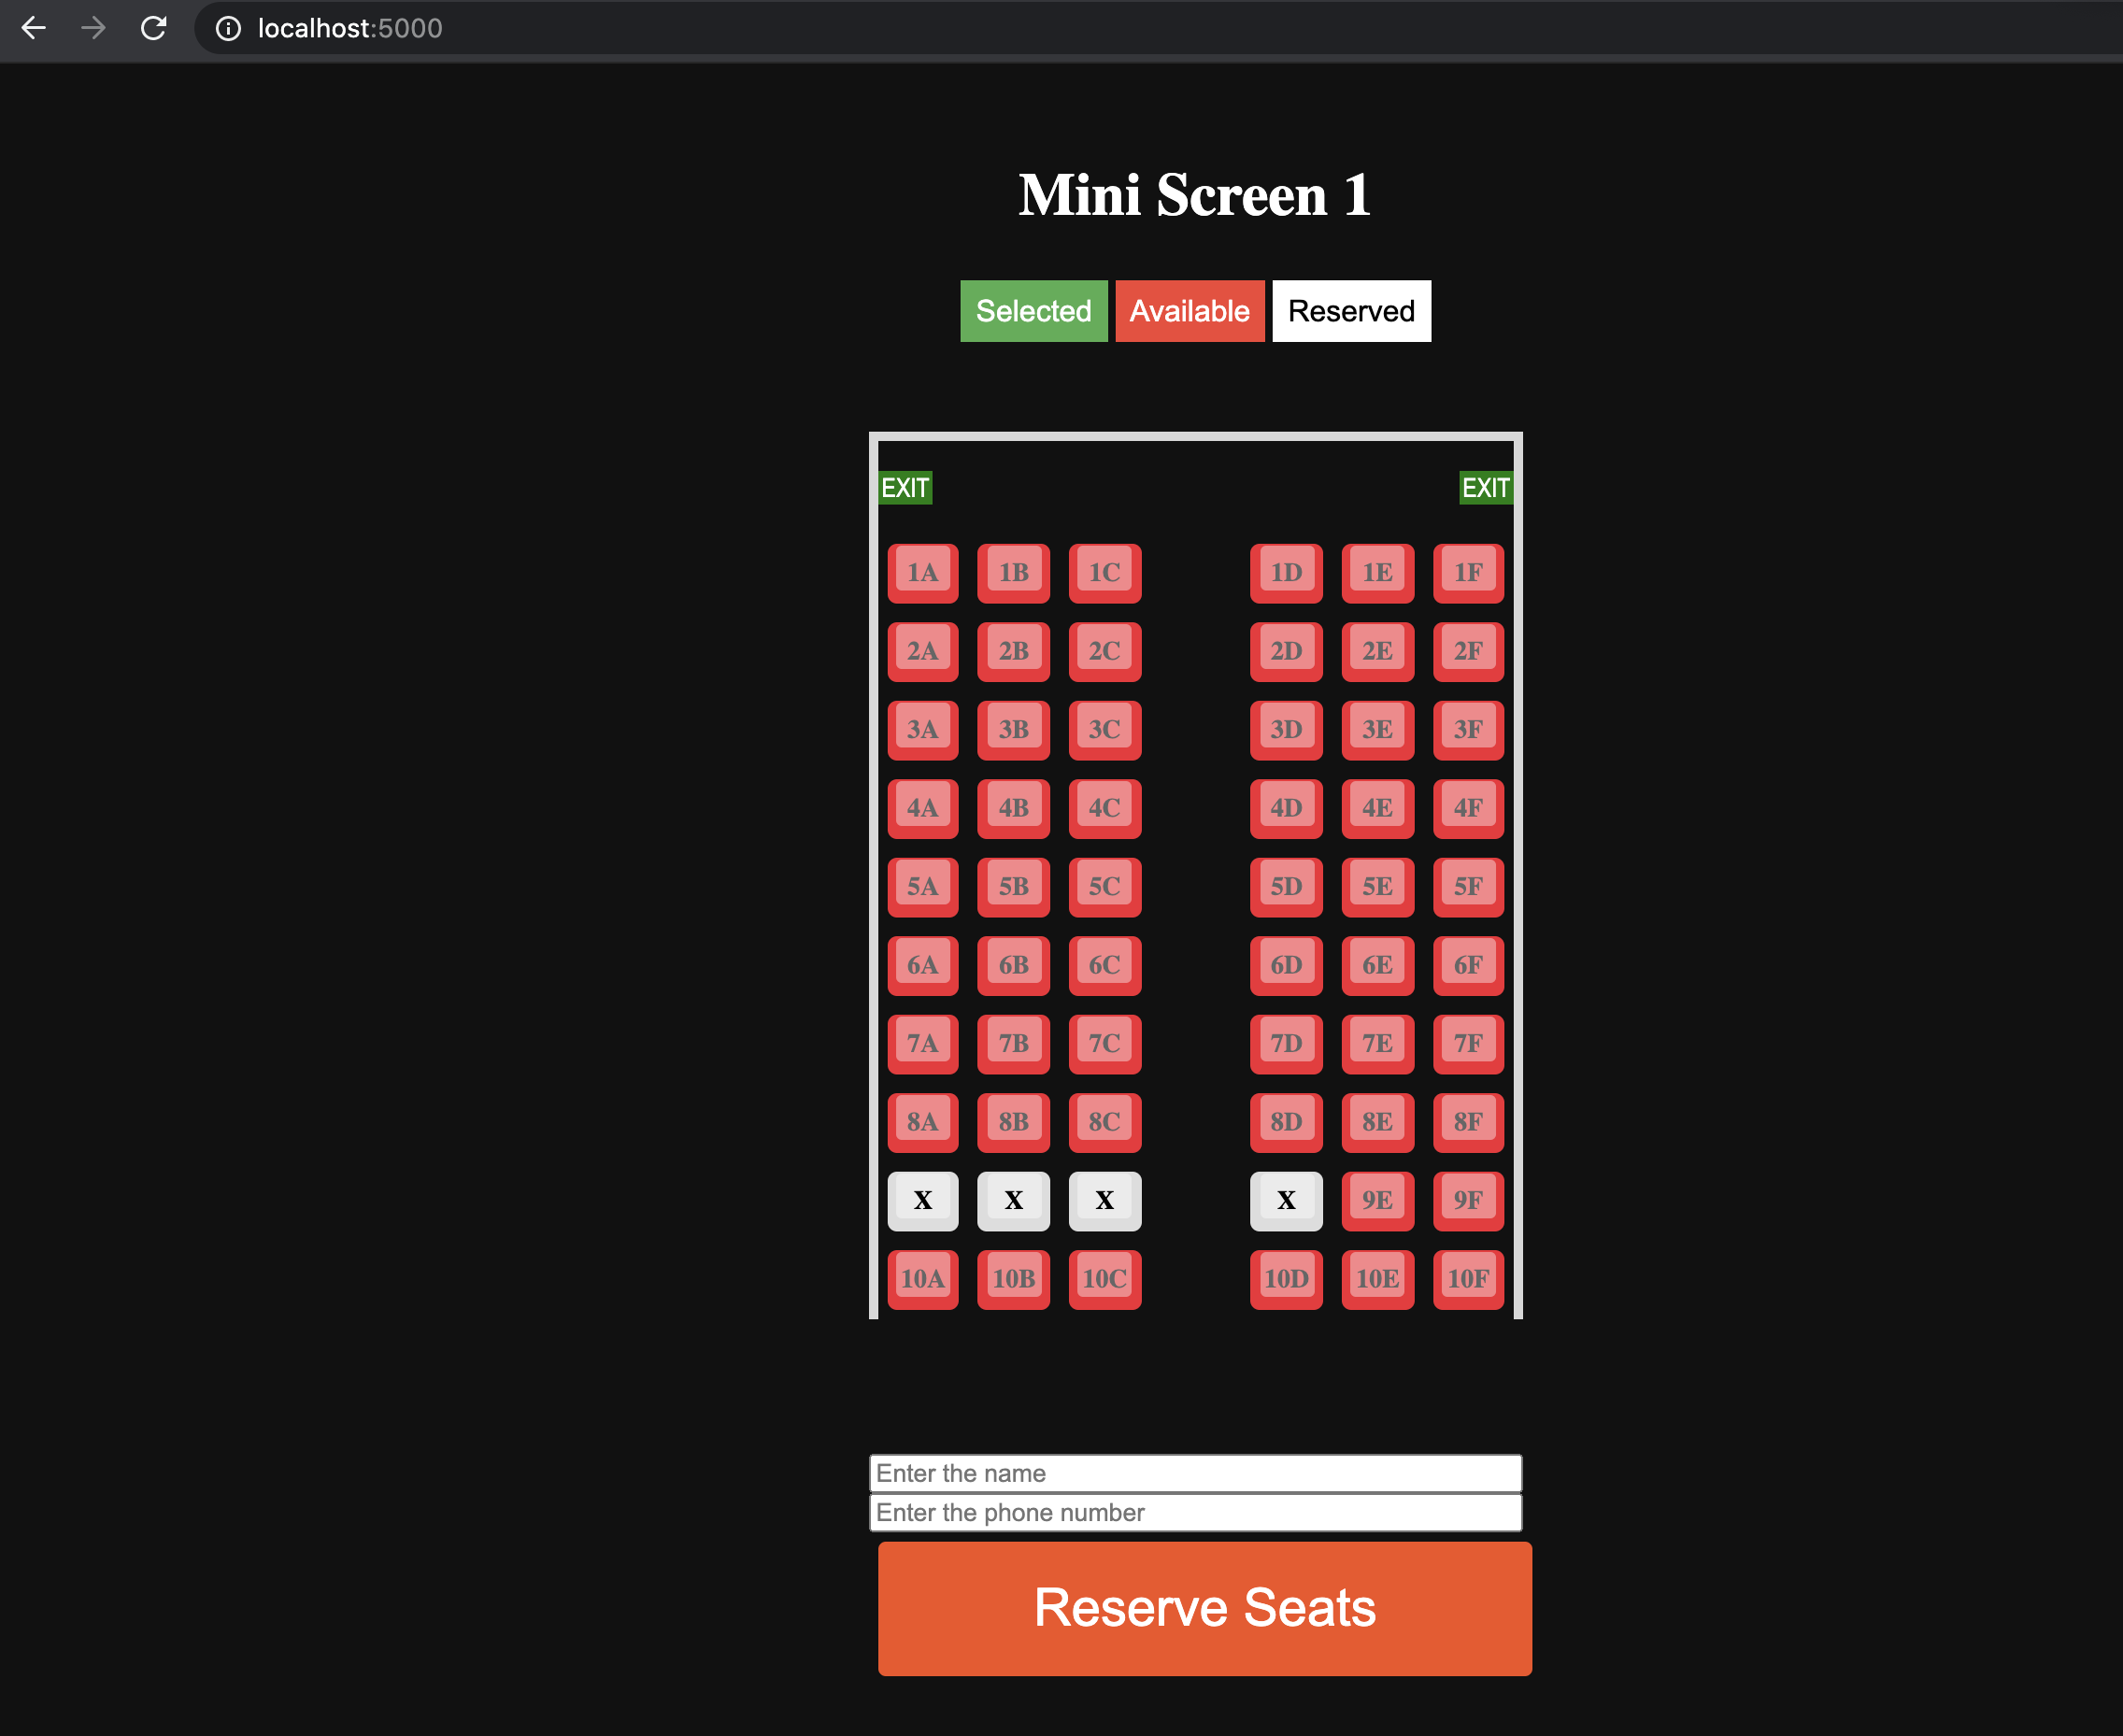 localhost:5000
Mini Screen 1
Selected Available Reserved
EXIT EXIT
1A 1B 1C 1D 1E 1F
2A 2B 2C 2D 2E 2F
3A 3B 3C 3D 3E 3F
4A 4B 4C 4D 4E 4F
5A 5B 5C 5D 5E 5F
6A 6B 6C 6D 6E 6F
7A 7B 7C 7D 7E 7F
8A 8B 8C 8D 8E 8F
X X X X 9E 9F
10A 10B 10C 10D 10E 10F
Enter the name
Enter the phone number
Reserve Seats